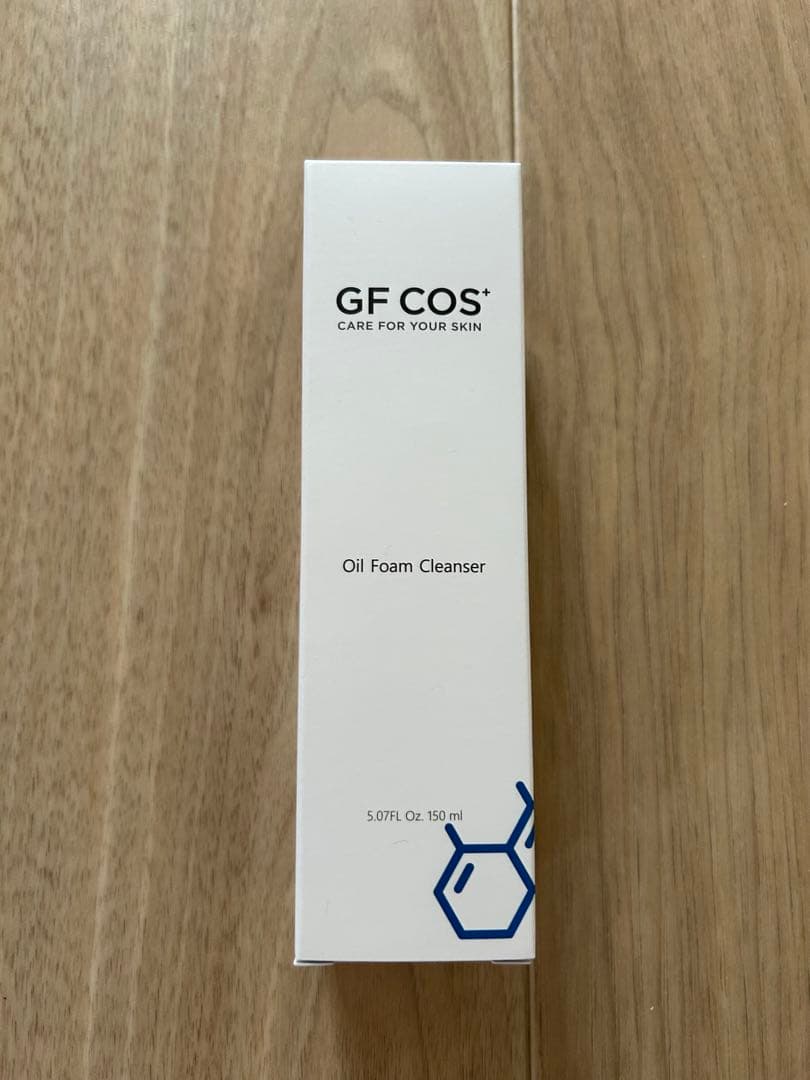 GF COS+
CARE FOR YOUR SKIN
Oil Foam Cleanser
5.07FL Oz. 150 ml